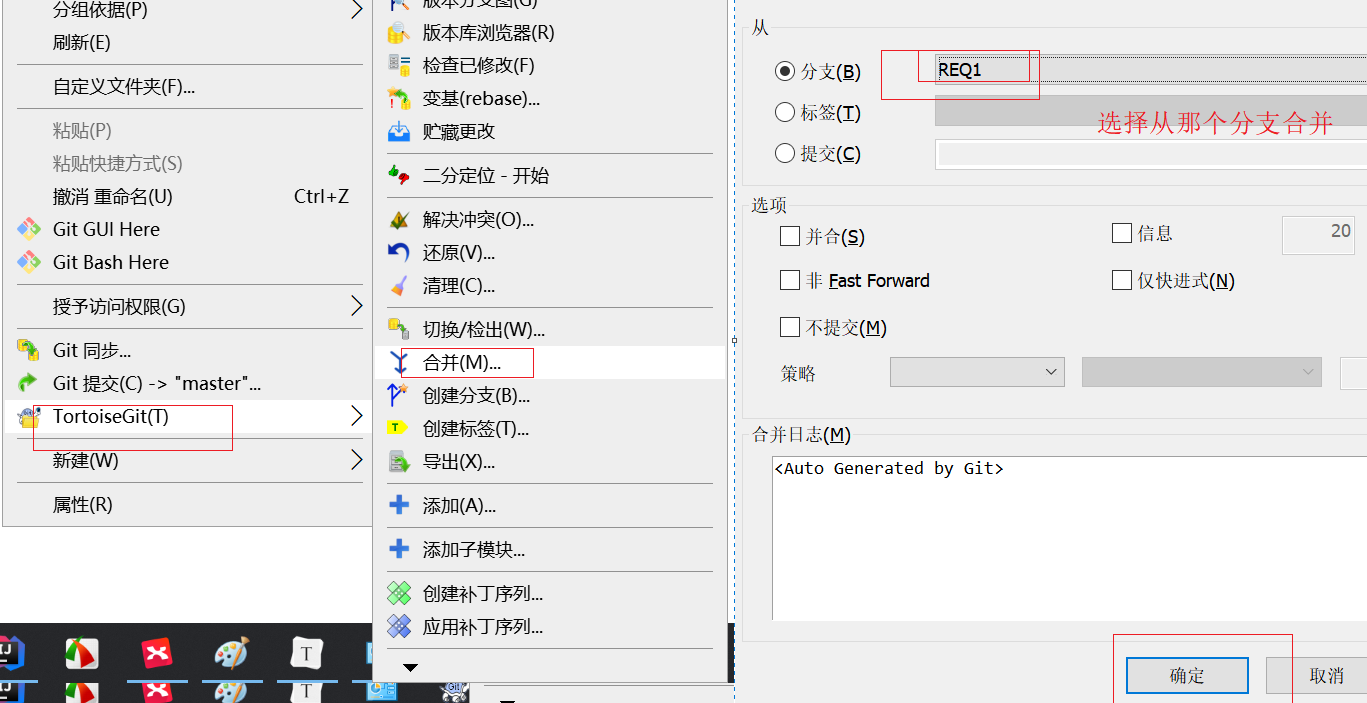 分组依据(P)
刷新(E)
自定义文件夹(F)...
粘贴(P)
粘贴快捷方式(S)
撤消 重命名(U) Ctrl+Z
Git GUI Here
Git Bash Here
授予访问权限(G)
Git 同步...
Git 提交(C) -> "master"...
TortoiseGit(T)
新建(W)
属性(R)
版本分支图(G)
版本库浏览器(R)
检查已修改(F)
变基(rebase)...
贮藏更改
二分定位 - 开始
解决冲突(O)...
还原(V)...
清理(C)...
切换/检出(W)...
合并(M)...
创建分支(B)...
创建标签(T)...
导出(X)...
添加(A)...
添加子模块...
创建补丁序列...
应用补丁序列...
从
分支(B) REQ1
标签(T)
选择从那个分支合并
提交(C)
选项
并合(S) 信息 20
非 Fast Forward 仅快进式(N)
不提交(M)
策略
合并日志(M)
<Auto Generated by Git>
确定 取消